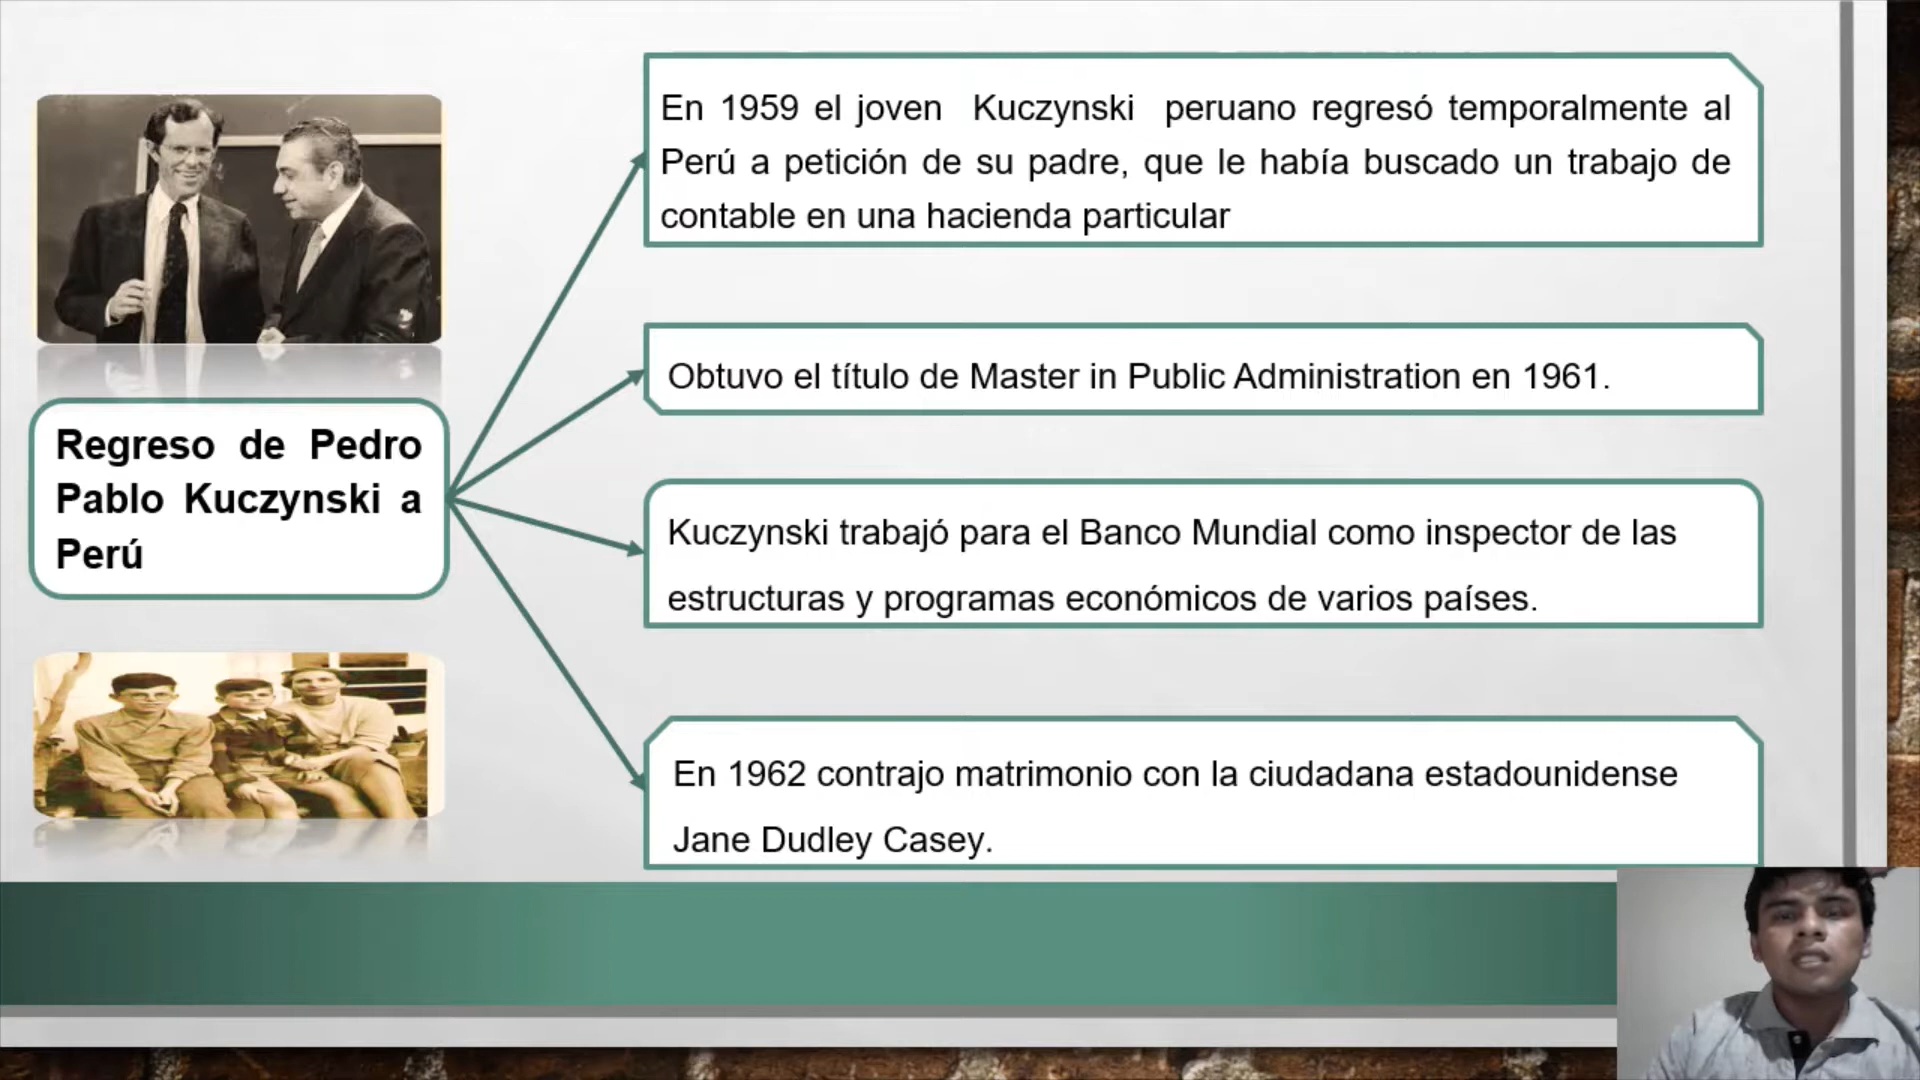 En 1959 el joven Kuczynski peruano regresó temporalmente al
Perú a petición de su padre, que le había buscado un trabajo de
contable en una hacienda particular
Obtuvo el título de Master in Public Administration en 1961.
Regreso de Pedro
Pablo Kuczynski a
Perú
Kuczynski trabajó para el Banco Mundial como inspector de las
estructuras y programas económicos de varios países.
En 1962 contrajo matrimonio con la ciudadana estadounidense
Jane Dudley Casey.